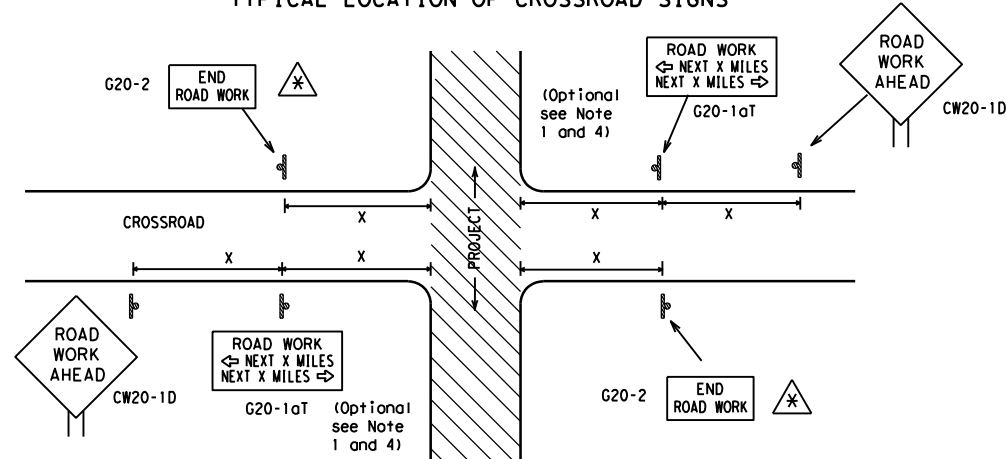 TYPICAL LOCATION OF CROSSROAD SIGNS
ROAD
WORK
AHEAD
CW20-1D
ROAD WORK
⇦ NEXT X MILES
NEXT X MILES ⇨
G20-1aT
(Optional
see Note
1 and 4)
G20-2
END
ROAD WORK
*
X
X
X
CROSSROAD
PROJECT
X
X
X
ROAD
WORK
AHEAD
CW20-1D
ROAD WORK
⇦ NEXT X MILES
NEXT X MILES ⇨
G20-1aT
(Optional
see Note
1 and 4)
G20-2
END
ROAD WORK
*